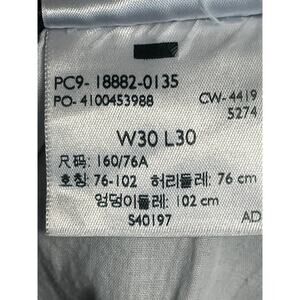 PC9- 18882-0135
PO- 4100453988 CW- 4419
5274
W30 L30
尺码: 160/76A
호칭: 76-102 허리둘레: 76 cm
엉덩이둘레: 102 cm
S40197 AD